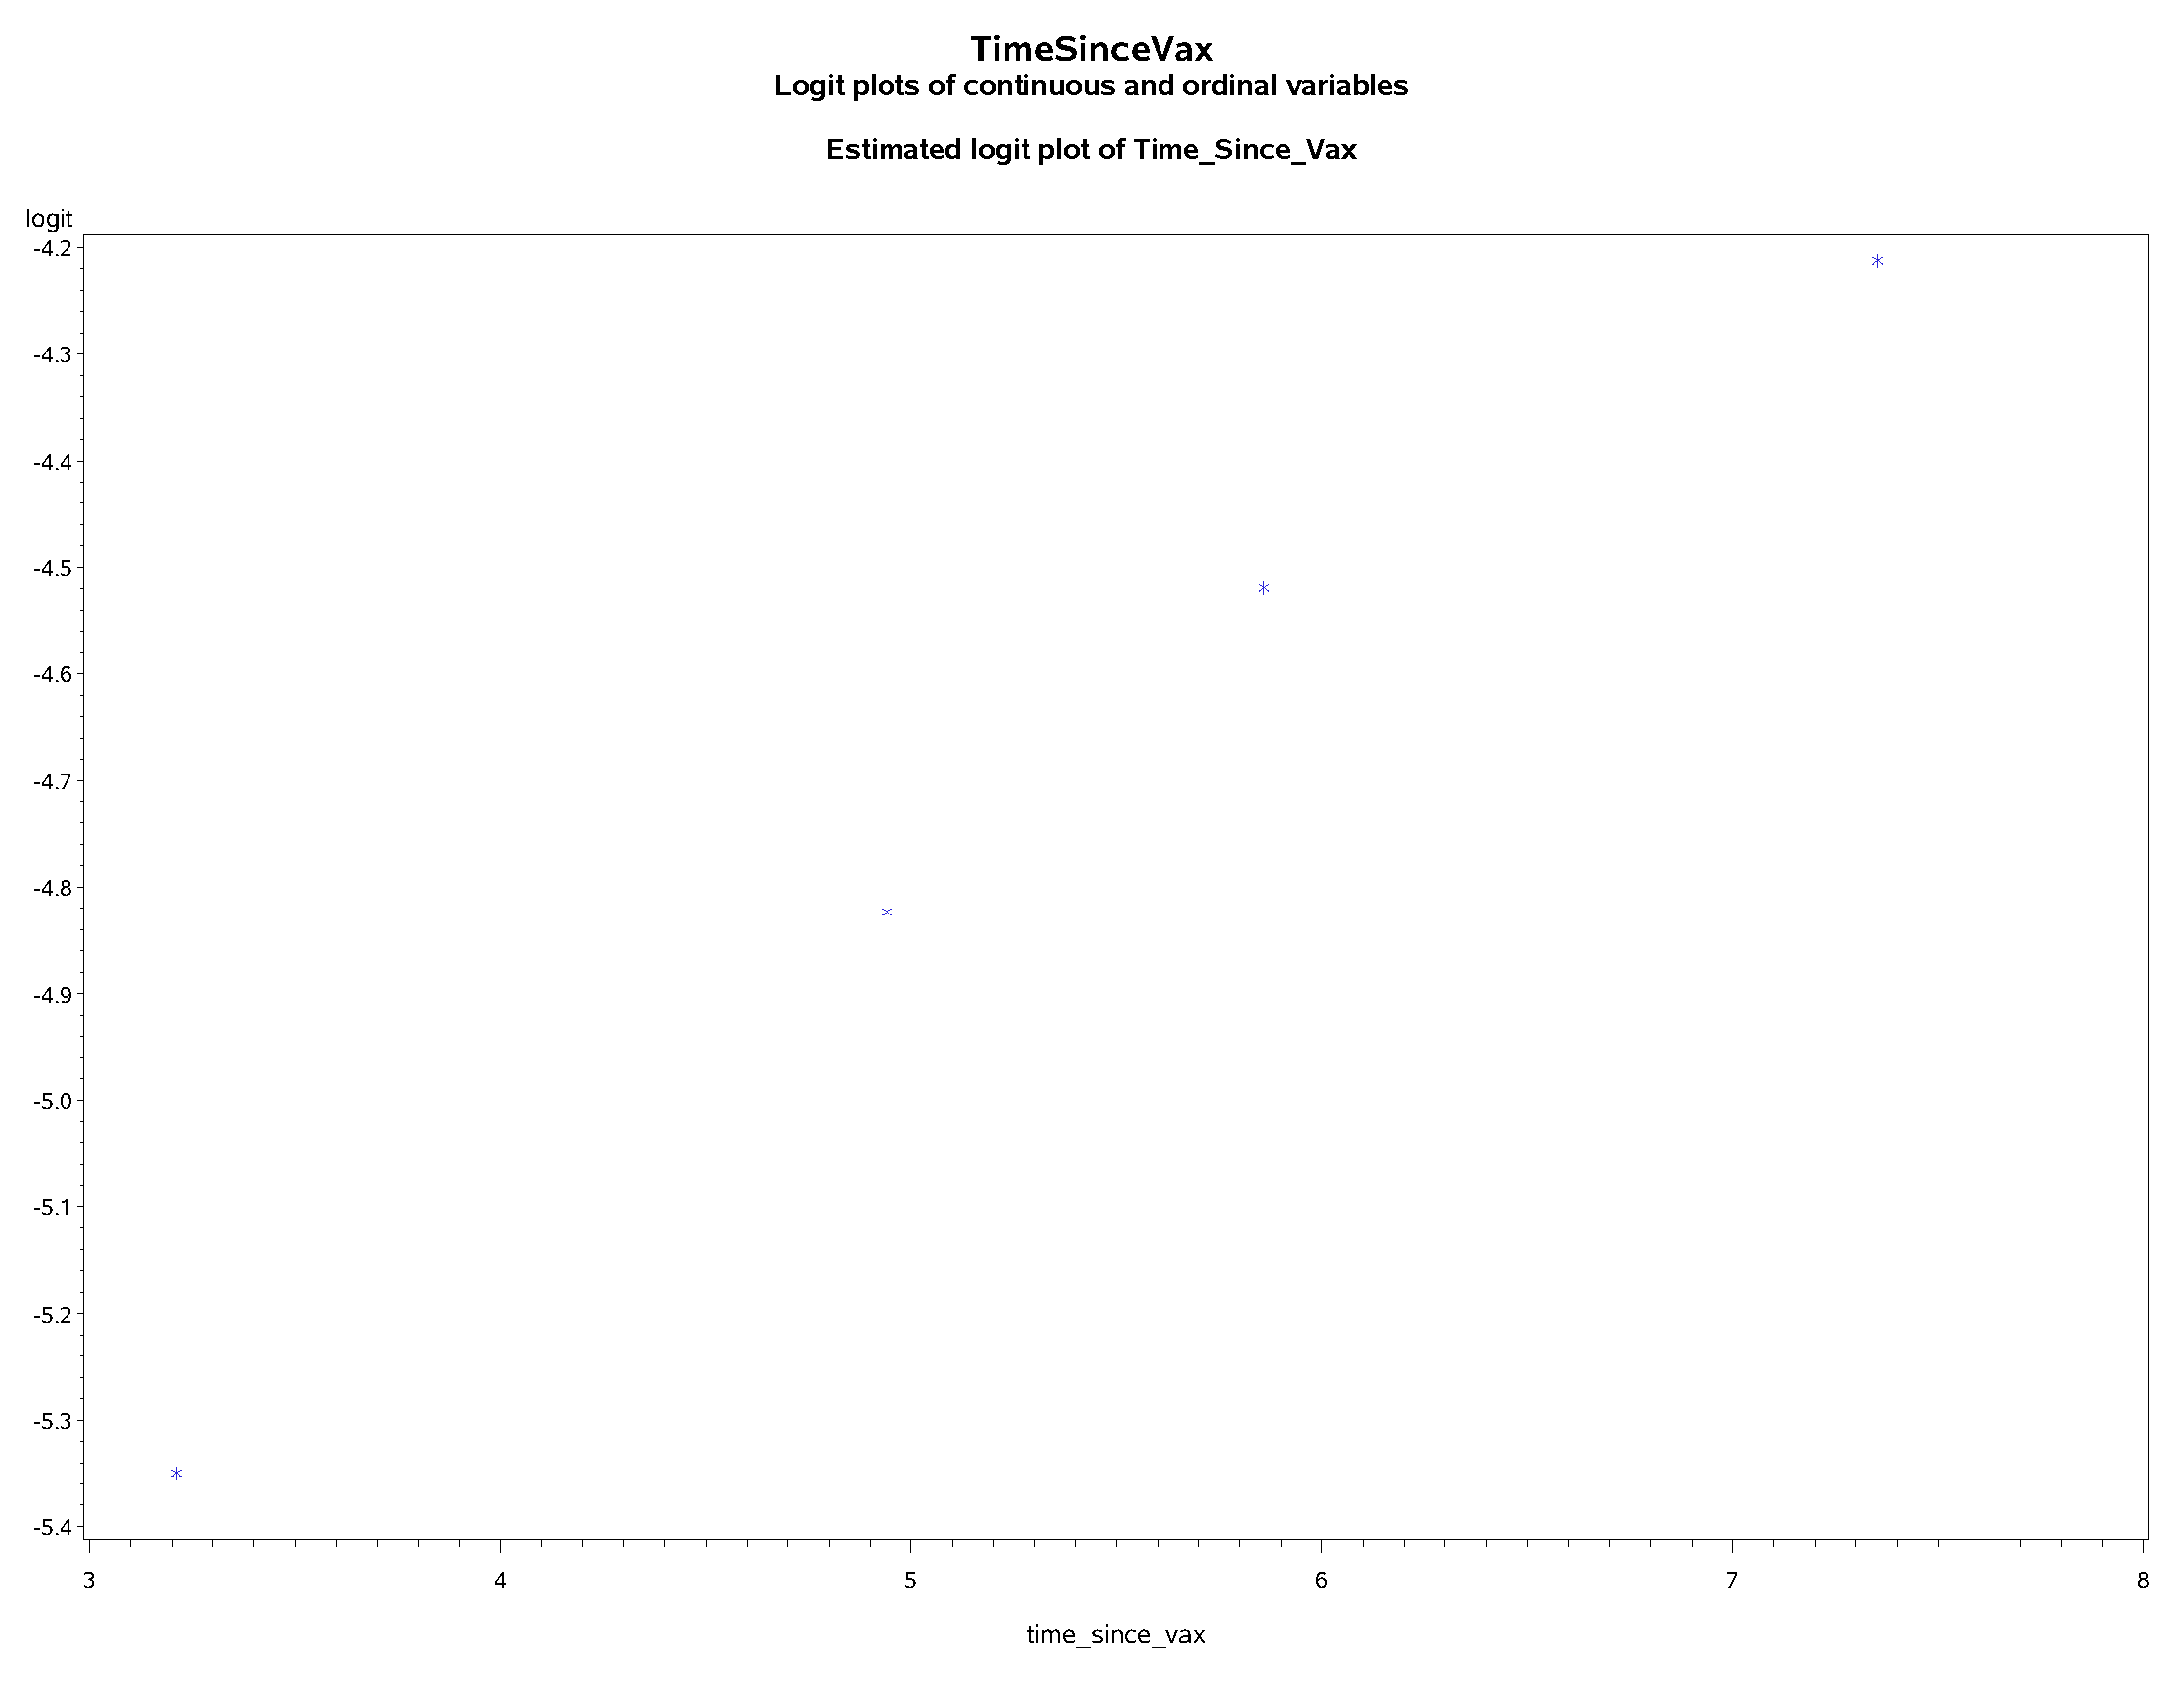 TimeSinceVax
Logit plots of continuous and ordinal variables
Estimated logit plot of Time_Since_Vax
logit
-4.2
-4.3
-4.4
-4.5
-4.6
-4.7
-4.8
-4.9
-5.0
-5.1
-5.2
-5.3
-5.4
3 4 5 6 7 8
time_since_vax